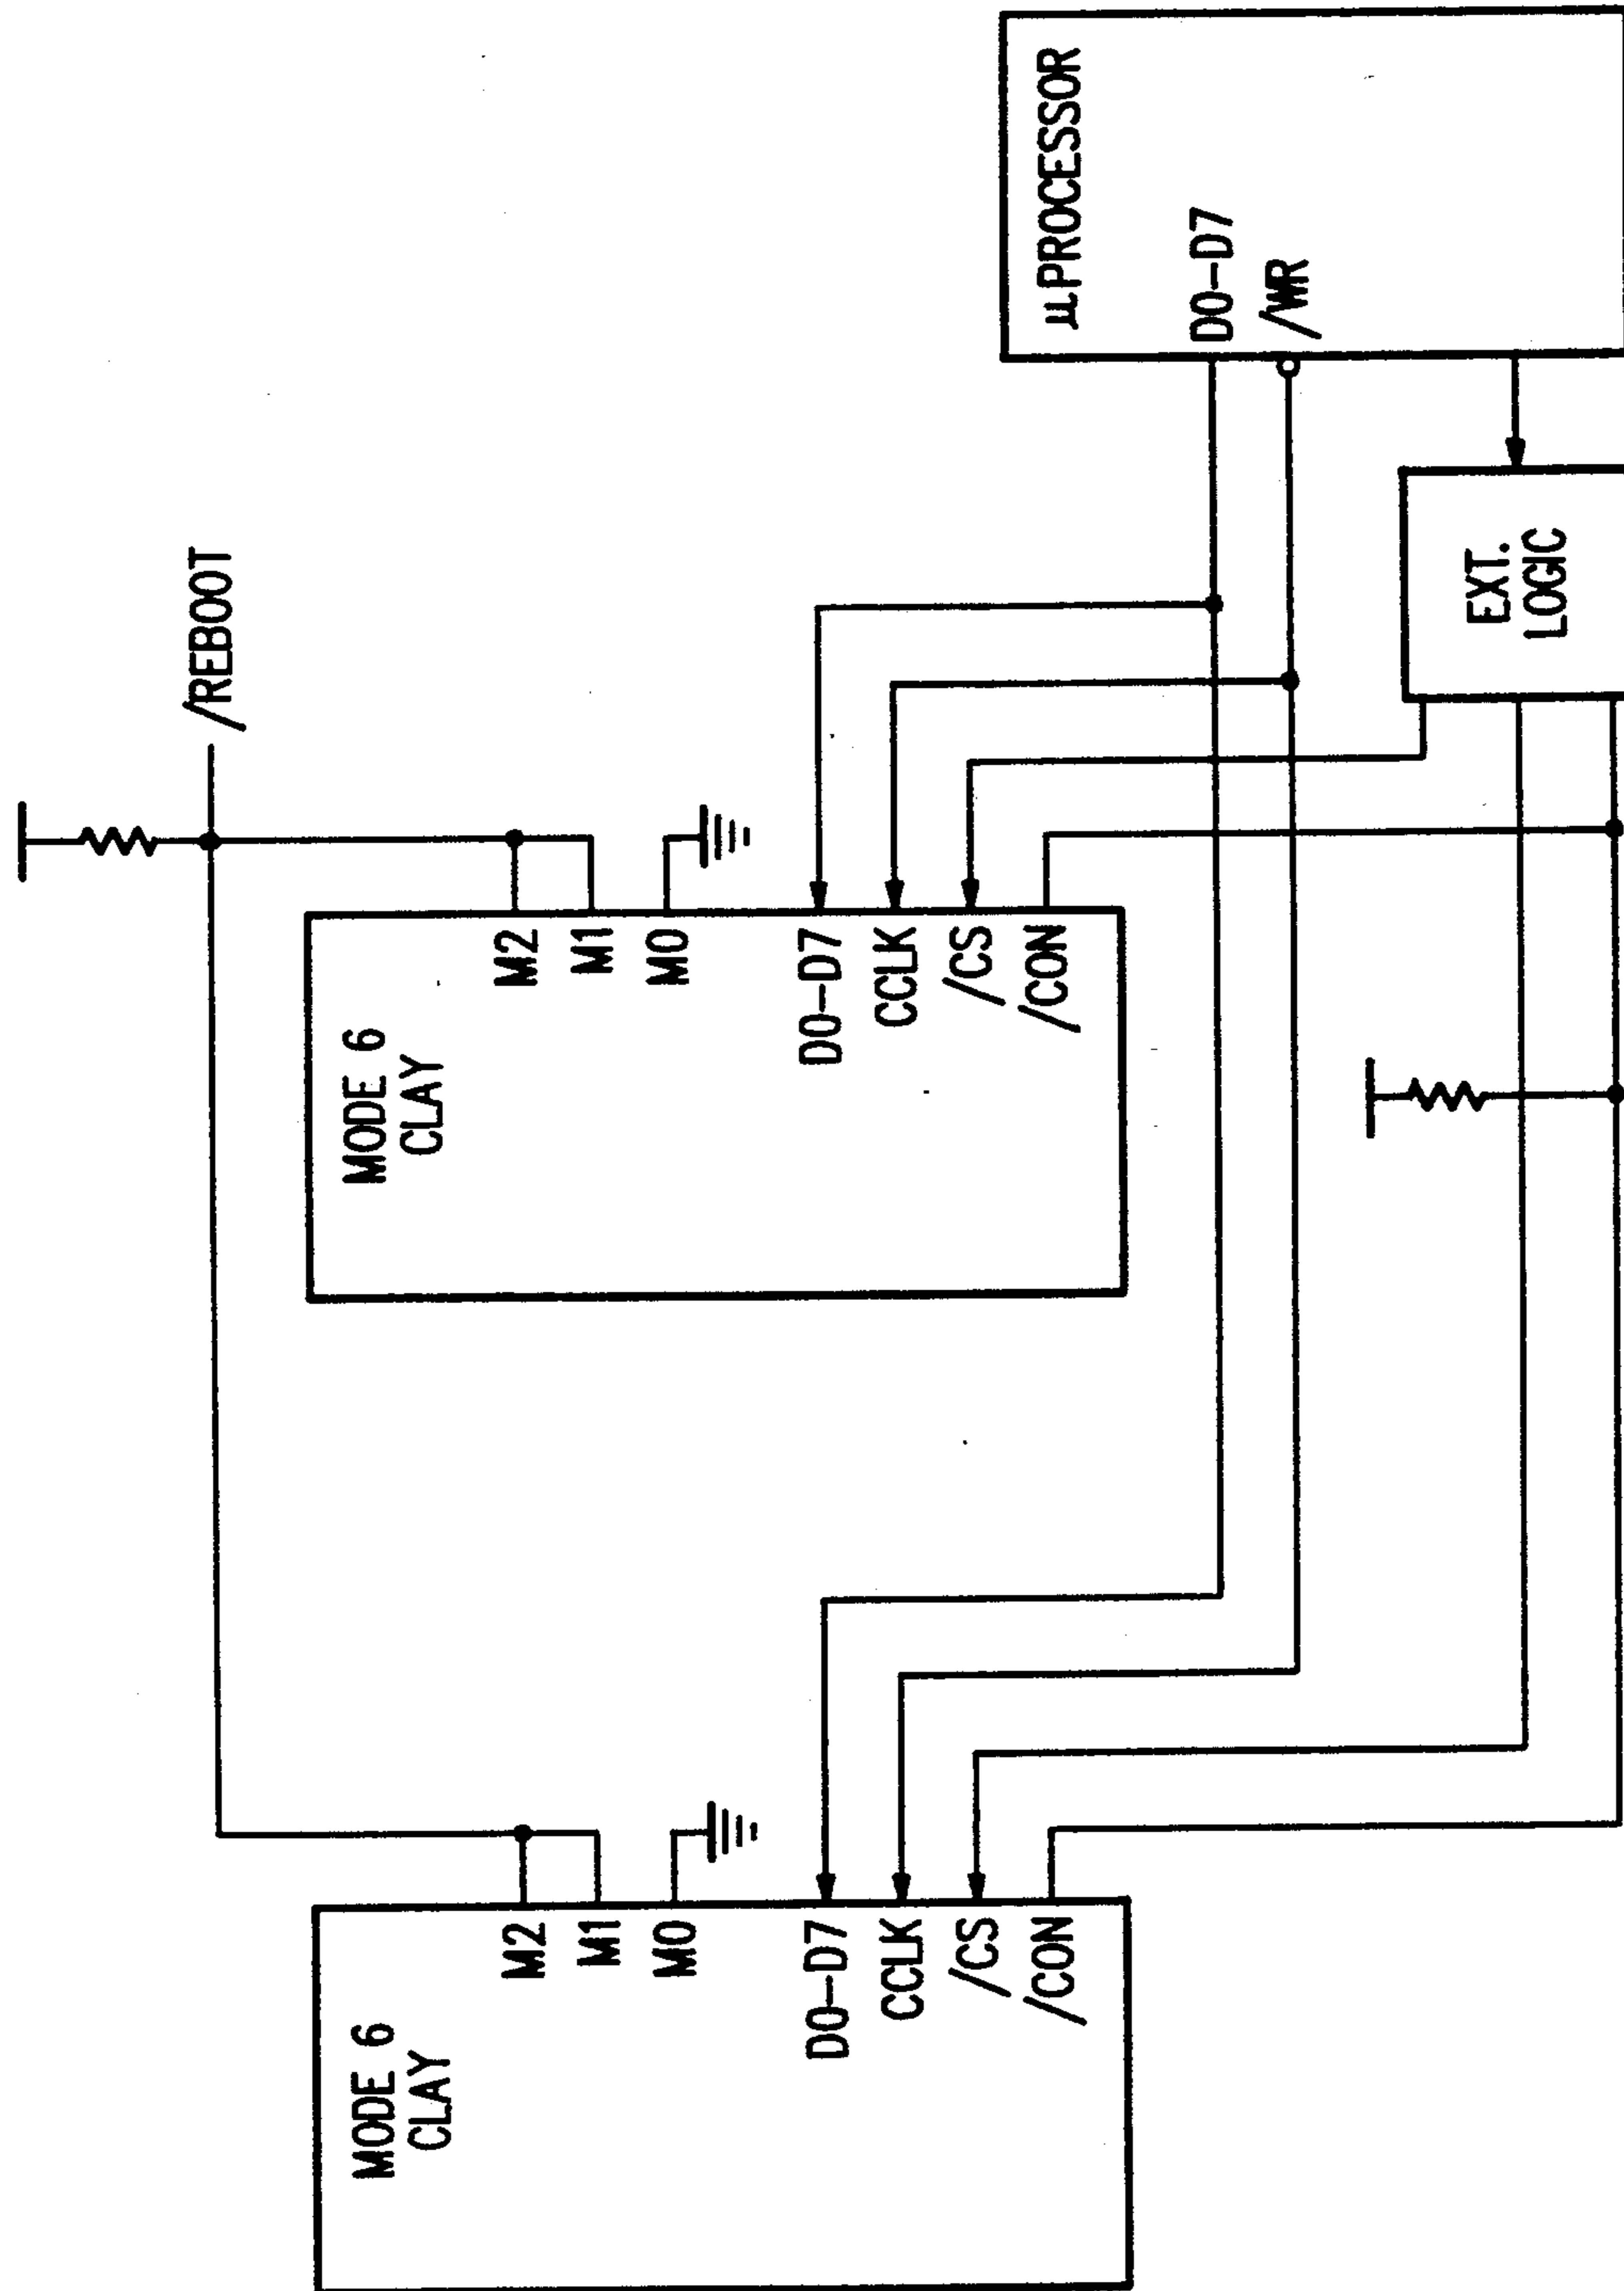 /REBOOT
MODE 6
CLAY
M2
M1
M0
D0-D7
CCLK
/CS
/CON
MODE 6
CLAY
M2
M1
M0
D0-D7
CCLK
/CS
/CON
µPROCESSOR
D0-D7
/WR
EXT.
LOGIC